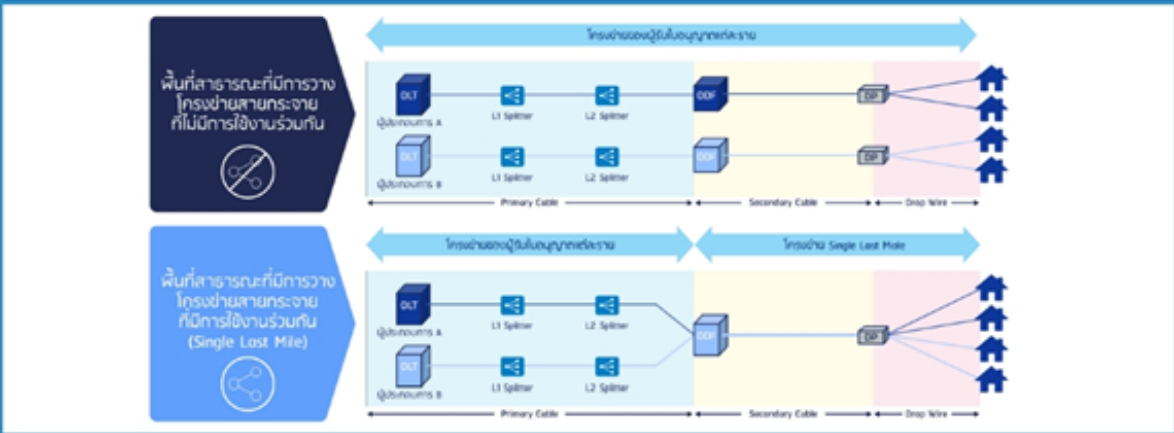 โครงข่ายของผู้รับใบอนุญาตแต่ละราย
พื้นที่สาธารณะที่มีการวาง
โครงข่ายสายกระจาย
ที่ไม่มีการใช้งานร่วมกัน
OLT
L1 Splitter
L2 Splitter
ODF
DP
ผู้ประกอบการ A
OLT
L1 Splitter
L2 Splitter
ODF
DP
ผู้ประกอบการ B
Primary Cable
Secondary Cable
Drop Wire
โครงข่ายของผู้รับใบอนุญาตแต่ละราย
โครงข่าย Single Last Mile
พื้นที่สาธารณะที่มีการวาง
โครงข่ายสายกระจาย
ที่มีการใช้งานร่วมกัน
(Single Last Mile)
OLT
L1 Splitter
L2 Splitter
ผู้ประกอบการ A
ODF
DP
OLT
L1 Splitter
L2 Splitter
ผู้ประกอบการ B
Primary Cable
Secondary Cable
Drop Wire